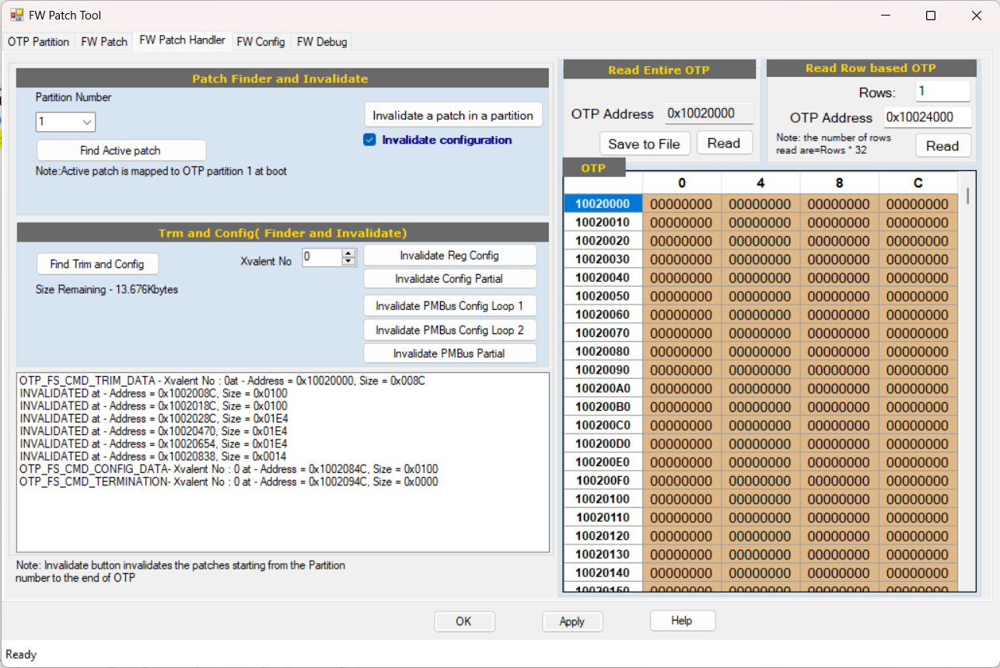 FW Patch Tool
OTP Partition FW Patch FW Patch Handler FW Config FW Debug
Patch Finder and Invalidate
Partition Number
1
Invalidate a patch in a partition
Invalidate configuration
Find Active patch
Note:Active patch is mapped to OTP partition 1 at boot
Trm and Config( Finder and Invalidate)
Find Trim and Config
Xvalent No 0
Size Remaining - 13.676Kbytes
Invalidate Reg Config
Invalidate Config Partial
Invalidate PMBus Config Loop 1
Invalidate PMBus Config Loop 2
Invalidate PMBus Partial
OTP_FS_CMD_TRIM_DATA - Xvalent No : 0at - Address = 0x10020000, Size = 0x008C
INVALIDATED at - Address = 0x1002008C, Size = 0x0100
INVALIDATED at - Address = 0x1002018C, Size = 0x0100
INVALIDATED at - Address = 0x1002028C, Size = 0x01E4
INVALIDATED at - Address = 0x10020470, Size = 0x01E4
INVALIDATED at - Address = 0x10020654, Size = 0x01E4
INVALIDATED at - Address = 0x10020838, Size = 0x0014
OTP_FS_CMD_CONFIG_DATA- Xvalent No : 0 at - Address = 0x1002084C, Size = 0x0100
OTP_FS_CMD_TERMINATION- Xvalent No : 0 at - Address = 0x1002094C, Size = 0x0000
Note: Invalidate button invalidates the patches starting from the Partition
number to the end of OTP
Read Entire OTP
OTP Address 0x10020000
Save to File Read
Read Row based OTP
Rows: 1
OTP Address 0x10024000
Note: the number of rows
read are=Rows * 32
Read
OTP
0 4 8 C
10020000 00000000 00000000 00000000 00000000
10020010 00000000 00000000 00000000 00000000
10020020 00000000 00000000 00000000 00000000
10020030 00000000 00000000 00000000 00000000
10020040 00000000 00000000 00000000 00000000
10020050 00000000 00000000 00000000 00000000
10020060 00000000 00000000 00000000 00000000
10020070 00000000 00000000 00000000 00000000
10020080 00000000 00000000 00000000 00000000
10020090 00000000 00000000 00000000 00000000
100200A0 00000000 00000000 00000000 00000000
100200B0 00000000 00000000 00000000 00000000
100200C0 00000000 00000000 00000000 00000000
100200D0 00000000 00000000 00000000 00000000
100200E0 00000000 00000000 00000000 00000000
100200F0 00000000 00000000 00000000 00000000
10020100 00000000 00000000 00000000 00000000
10020110 00000000 00000000 00000000 00000000
10020120 00000000 00000000 00000000 00000000
10020130 00000000 00000000 00000000 00000000
10020140 00000000 00000000 00000000 00000000
10020150 00000000 00000000 00000000 00000000
OK Apply Help
Ready